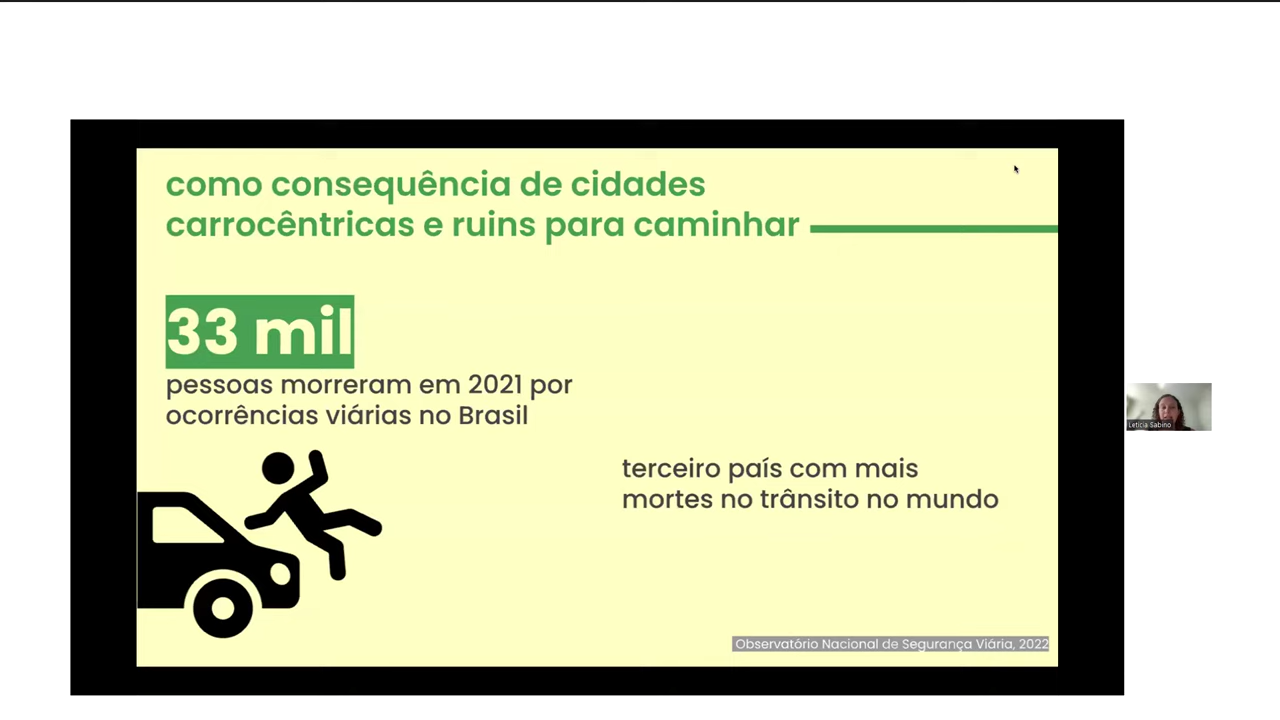 como consequência de cidades
carrocêntricas e ruins para caminhar
33 mil
pessoas morreram em 2021 por
ocorrências viárias no Brasil
terceiro país com mais
mortes no trânsito no mundo
Observatório Nacional de Segurança Viária, 2022
Leticia Sabino